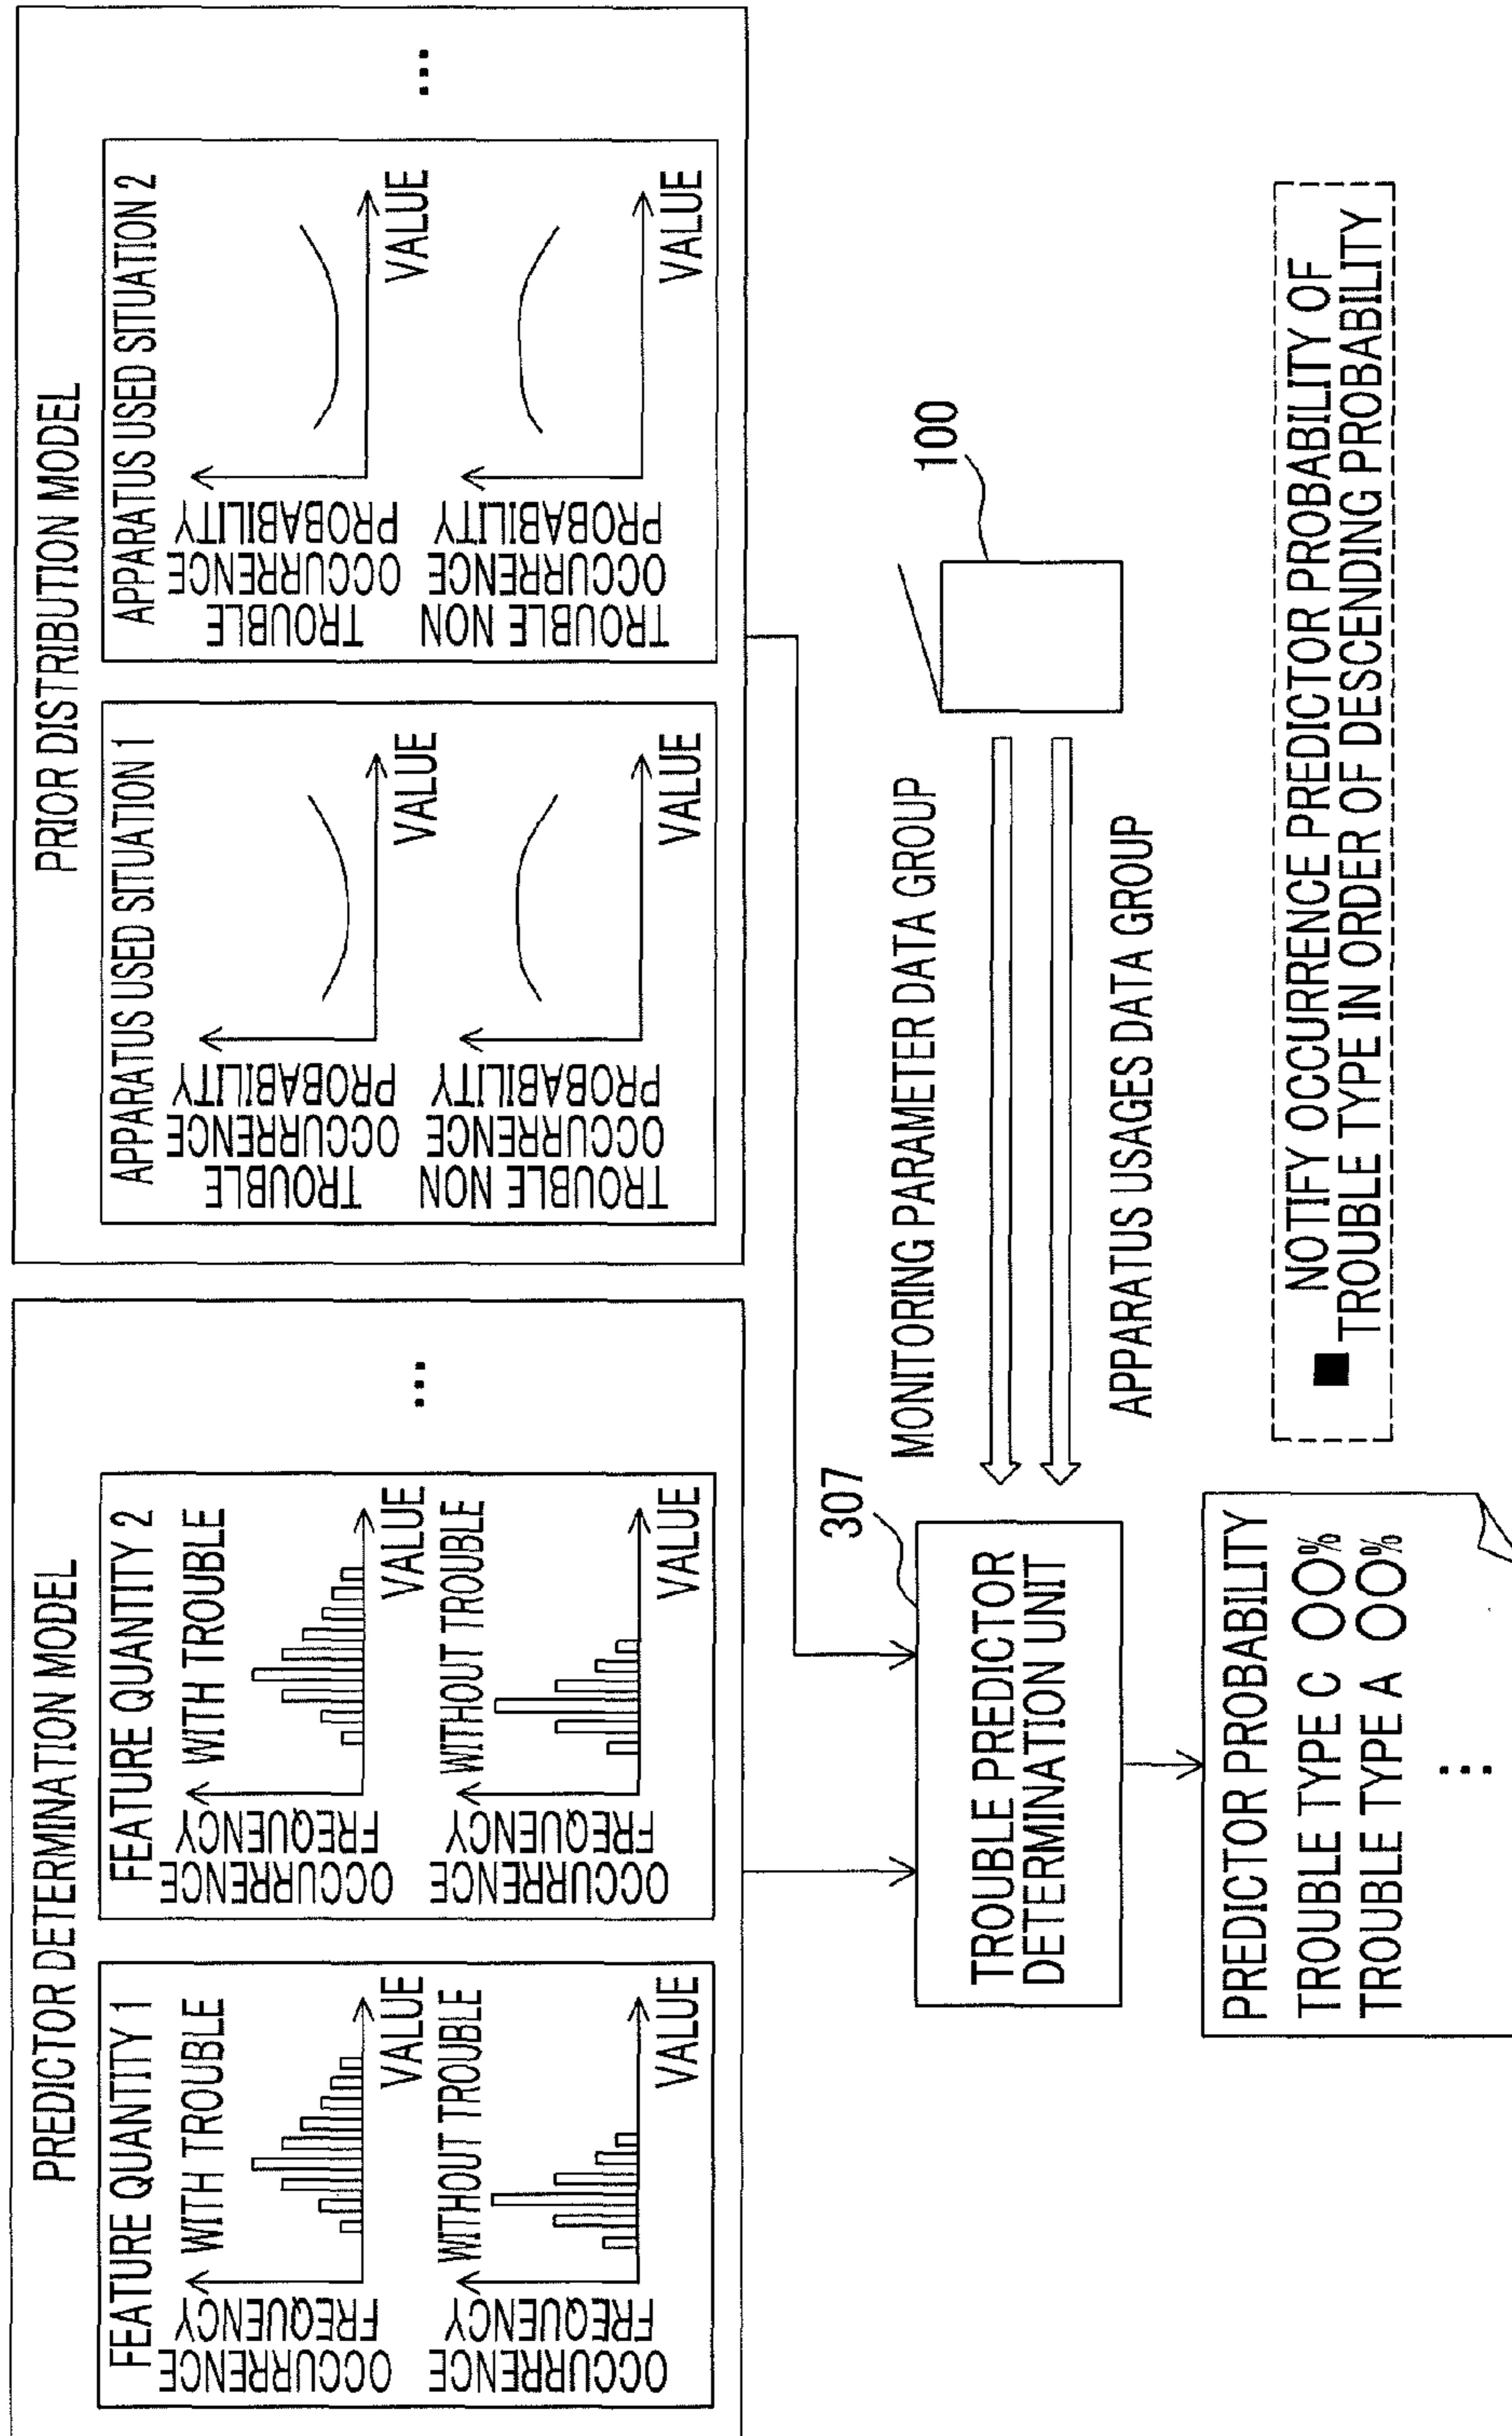 PREDICTOR DETERMINATION MODEL
FEATURE QUANTITY 1
OCCURRENCE
FREQUENCY
WITH TROUBLE
VALUE
OCCURRENCE
FREQUENCY
WITHOUT TROUBLE
VALUE
FEATURE QUANTITY 2
OCCURRENCE
FREQUENCY
WITH TROUBLE
VALUE
OCCURRENCE
FREQUENCY
WITHOUT TROUBLE
VALUE
...
PRIOR DISTRIBUTION MODEL
APPARATUS USED SITUATION 1
TROUBLE
OCCURRENCE
PROBABILITY
VALUE
TROUBLE NON
OCCURRENCE
PROBABILITY
VALUE
APPARATUS USED SITUATION 2
TROUBLE
OCCURRENCE
PROBABILITY
VALUE
TROUBLE NON
OCCURRENCE
PROBABILITY
VALUE
...
307
TROUBLE PREDICTOR
DETERMINATION UNIT
MONITORING PARAMETER DATA GROUP
APPARATUS USAGES DATA GROUP
100
PREDICTOR PROBABILITY
TROUBLE TYPE C ○○%
TROUBLE TYPE A ○○%
...
■ NOTIFY OCCURRENCE PREDICTOR PROBABILITY OF
TROUBLE TYPE IN ORDER OF DESCENDING PROBABILITY